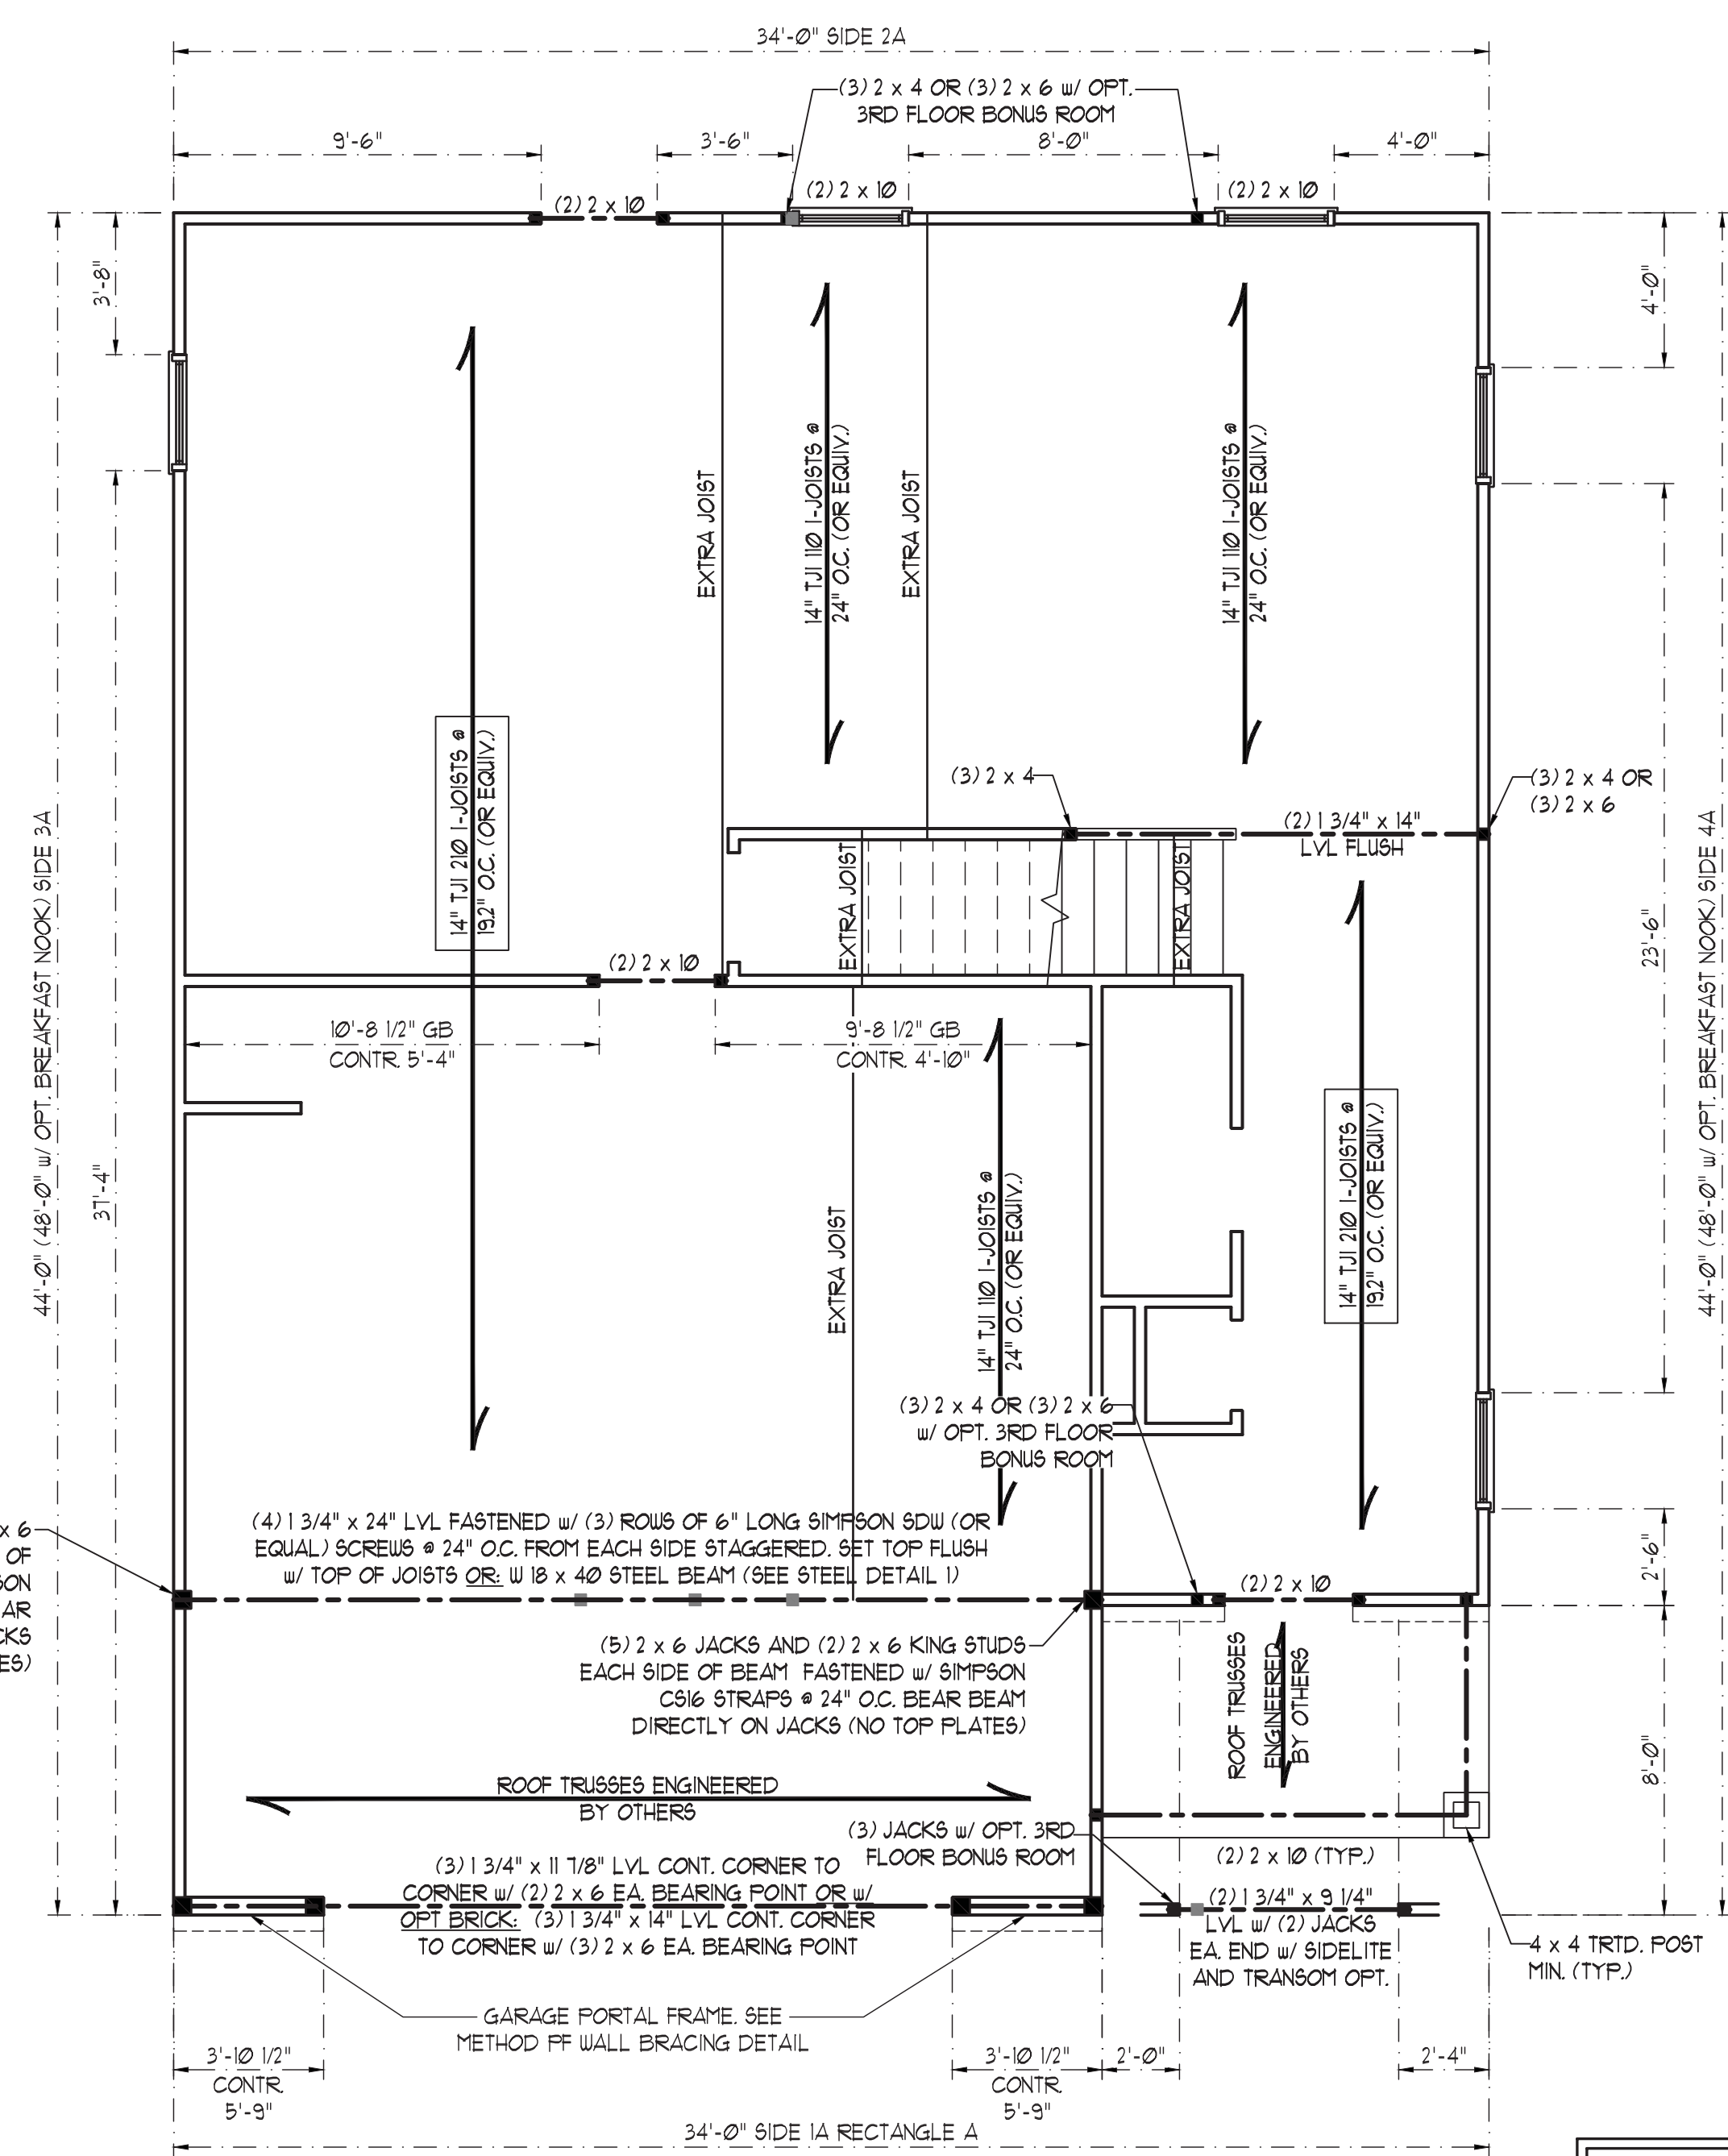 34'-0" SIDE 2A
(3) 2 x 4 OR (3) 2 x 6 w/ OPT.
3RD FLOOR BONUS ROOM
9'-6"
3'-6"
8'-0"
4'-0"
(2) 2 x 10
(2) 2 x 10
(2) 2 x 10
3'-8"
4'-0"
EXTRA JOIST
14" TJI 110 I-JOISTS @
24" O.C. (OR EQUIV.)
EXTRA JOIST
14" TJI 110 I-JOISTS @
24" O.C. (OR EQUIV.)
14" TJI 210 I-JOISTS @
19.2" O.C. (OR EQUIV.)
(3) 2 x 4
(3) 2 x 4 OR
(3) 2 x 6
(2) 1 3/4" x 14"
LVL FLUSH
EXTRA JOIST
EXTRA JOIST
44'-0" (48'-0" w/ OPT. BREAKFAST NOOK) SIDE 3A
37'-4"
23'-6"
44'-0" (48'-0" w/ OPT. BREAKFAST NOOK) SIDE 4A
(2) 2 x 10
10'-8 1/2" GB
CONTR. 5'-4"
9'-8 1/2" GB
CONTR. 4'-10"
EXTRA JOIST
14" TJI 110 I-JOISTS @
24" O.C. (OR EQUIV.)
14" TJI 210 I-JOISTS @
19.2" O.C. (OR EQUIV.)
(3) 2 x 4 OR (3) 2 x 6
w/ OPT. 3RD FLOOR
BONUS ROOM
x 6
OF
SON
AR
CKS
ES)
(4) 1 3/4" x 24" LVL FASTENED w/ (3) ROWS OF 6" LONG SIMPSON SDW (OR
EQUAL) SCREWS @ 24" O.C. FROM EACH SIDE STAGGERED. SET TOP FLUSH
w/ TOP OF JOISTS OR: W 18 x 40 STEEL BEAM (SEE STEEL DETAIL 1)
(2) 2 x 10
2'-6"
(5) 2 x 6 JACKS AND (2) 2 x 6 KING STUDS
EACH SIDE OF BEAM FASTENED w/ SIMPSON
CS16 STRAPS @ 24" O.C. BEAR BEAM
DIRECTLY ON JACKS (NO TOP PLATES)
ROOF TRUSSES
ENGINEERED
BY OTHERS
8'-0"
ROOF TRUSSES ENGINEERED
BY OTHERS
(3) JACKS w/ OPT. 3RD
FLOOR BONUS ROOM
(2) 2 x 10 (TYP.)
(3) 1 3/4" x 11 7/8" LVL CONT. CORNER TO
CORNER w/ (2) 2 x 6 EA. BEARING POINT OR w/
OPT BRICK: (3) 1 3/4" x 14" LVL CONT. CORNER
TO CORNER w/ (3) 2 x 6 EA. BEARING POINT
(2) 1 3/4" x 9 1/4"
LVL w/ (2) JACKS
EA. END w/ SIDELITE
AND TRANSOM OPT.
4 x 4 TRTD. POST
MIN. (TYP.)
GARAGE PORTAL FRAME. SEE
METHOD PF WALL BRACING DETAIL
3'-10 1/2"
CONTR.
5'-9"
3'-10 1/2"
CONTR.
5'-9"
2'-0"
2'-4"
34'-0" SIDE 1A RECTANGLE A